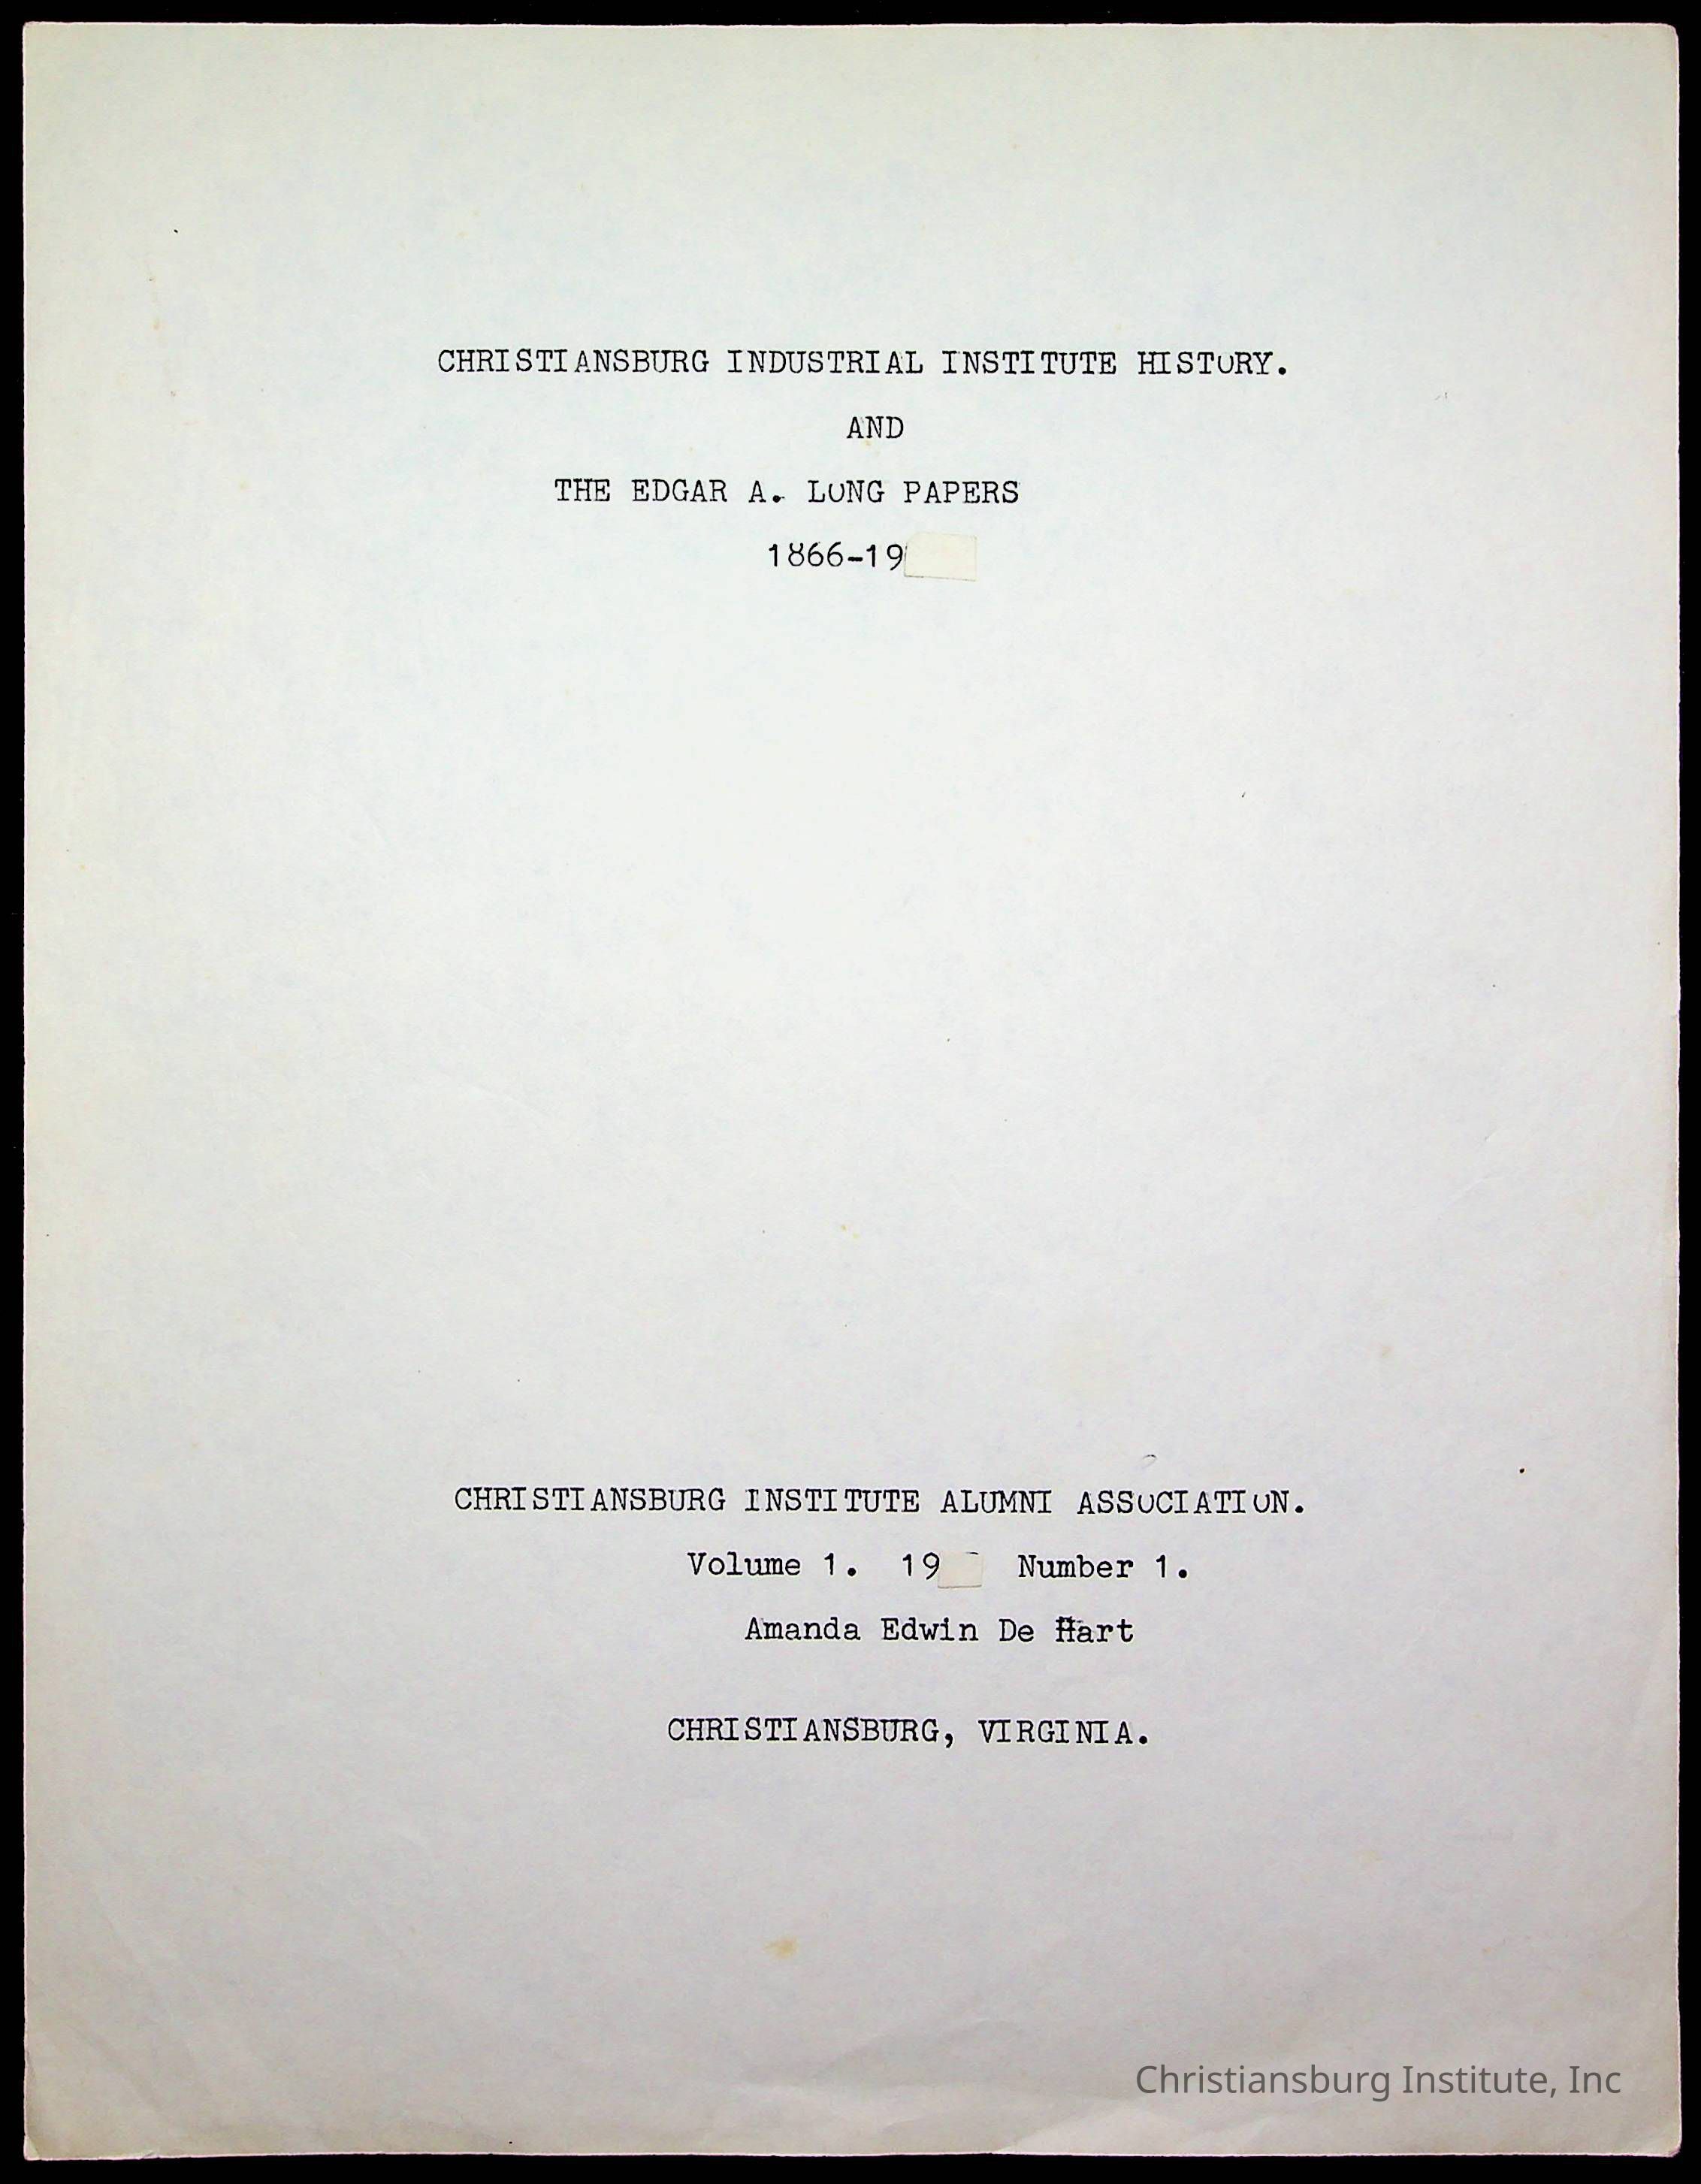 CHRISTIANSBURG INDUSTRIAL INSTITUTE HISTORY.
AND
THE EDGAR A. LONG PAPERS
1866-19
CHRISTIANSBURG INSTITUTE ALUMNI ASSOCIATION.
Volume 1. 19 Number 1.
Amanda Edwin De Hart
CHRISTIANSBURG, VIRGINIA.
Christiansburg Institute, Inc